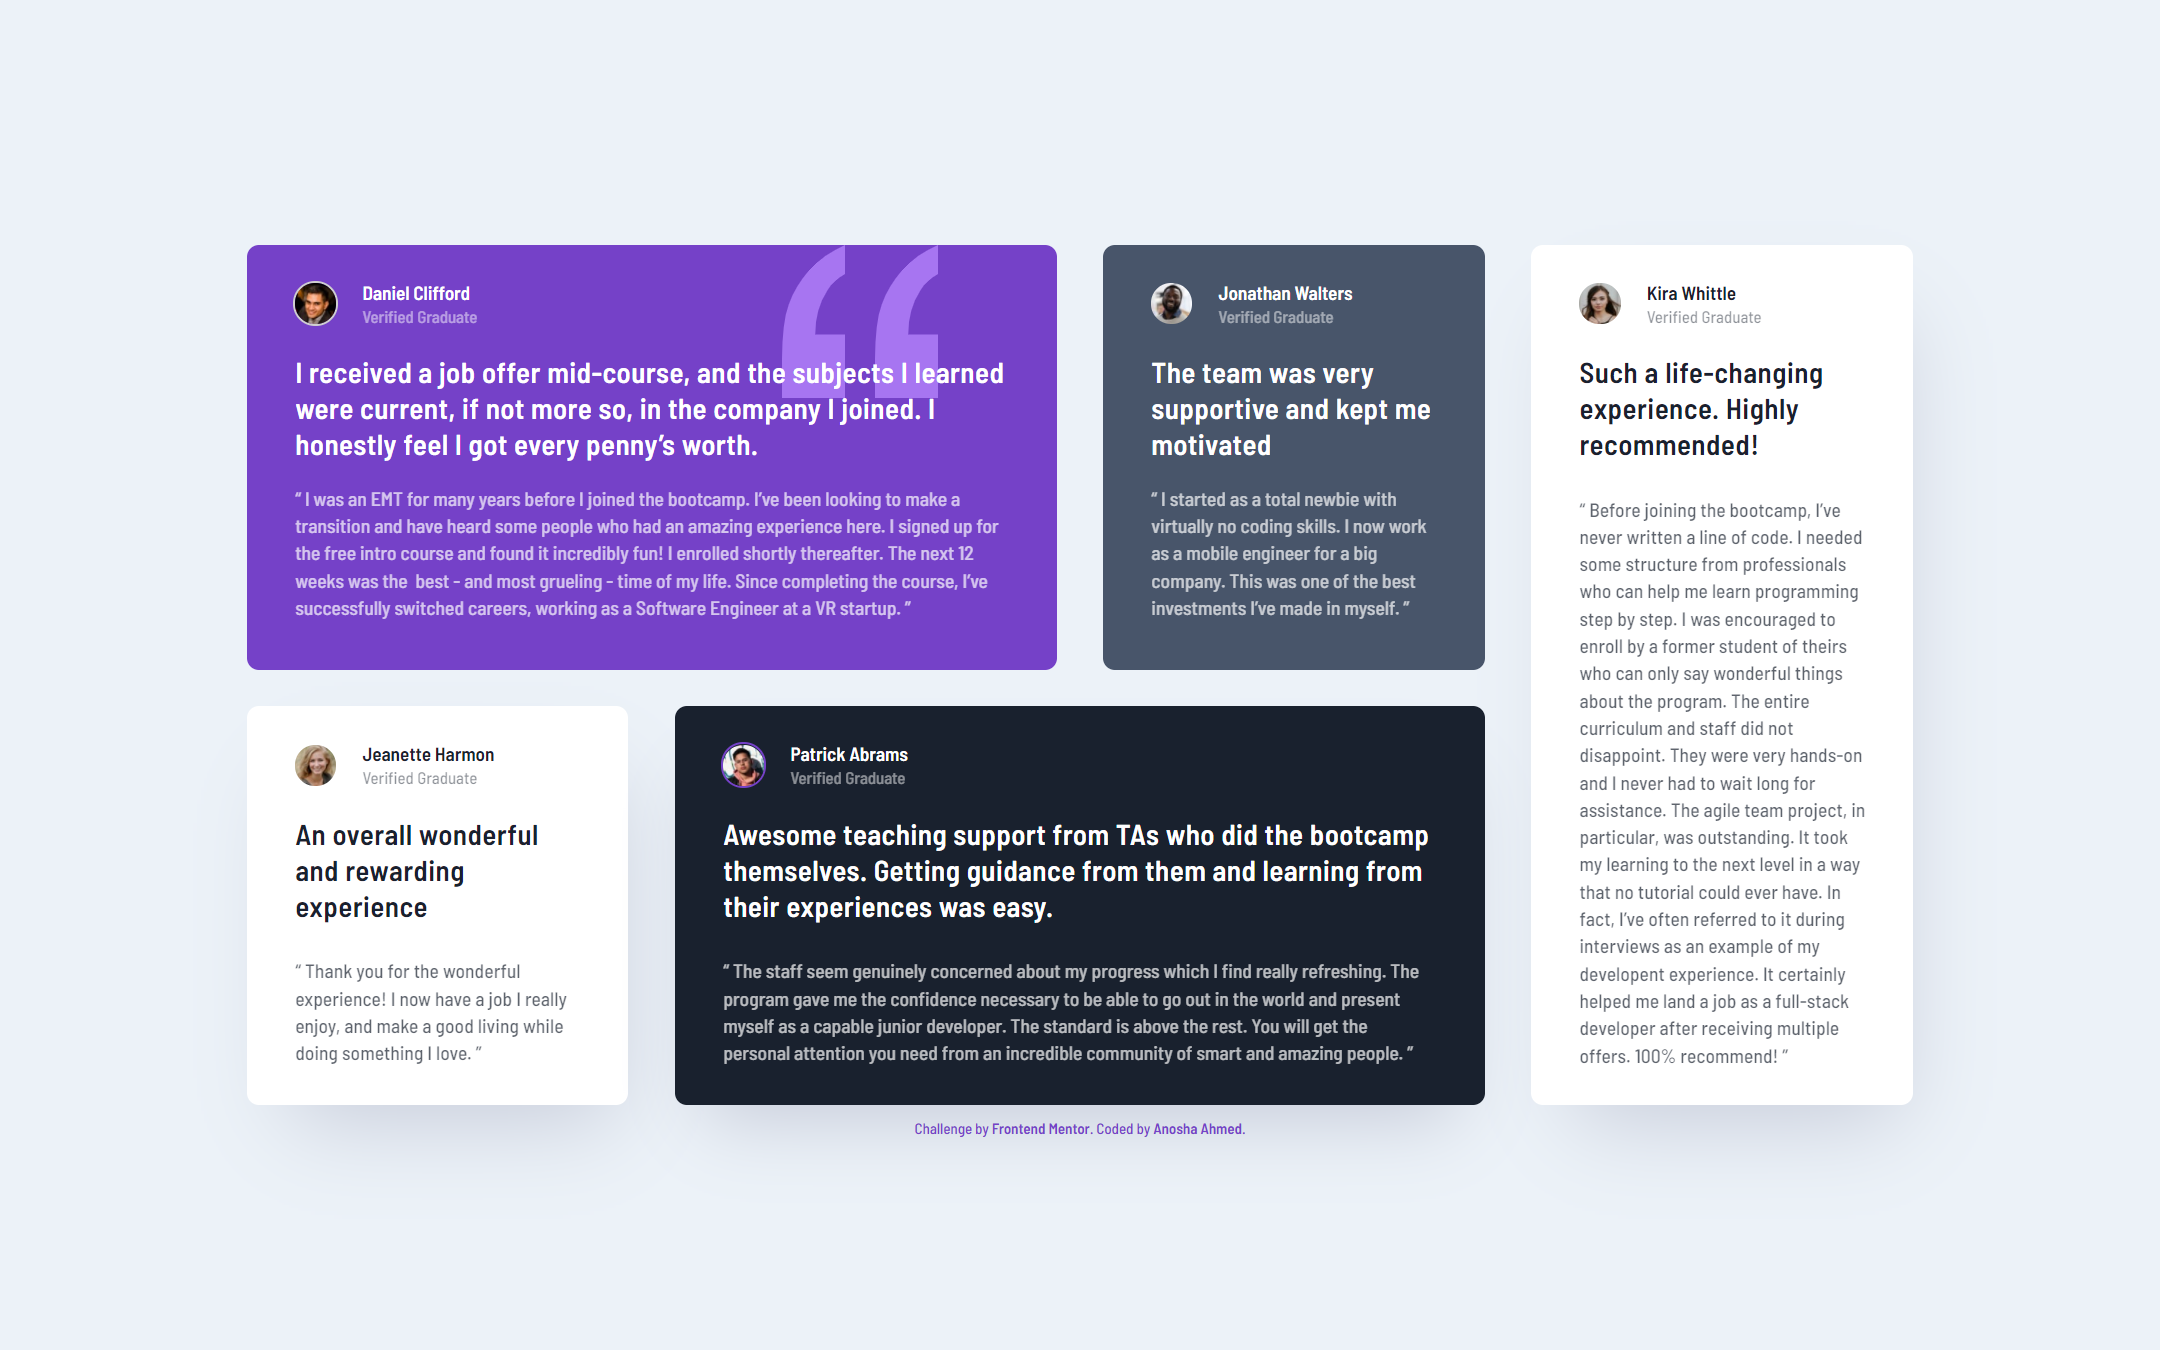 Daniel Clifford
Verified Graduate
I received a job offer mid-course, and the subjects I learned
were current, if not more so, in the company I joined. I
honestly feel I got every penny’s worth.
“ I was an EMT for many years before I joined the bootcamp. I’ve been looking to make a
transition and have heard some people who had an amazing experience here. I signed up for
the free intro course and found it incredibly fun! I enrolled shortly thereafter. The next 12
weeks was the  best - and most grueling - time of my life. Since completing the course, I’ve
successfully switched careers, working as a Software Engineer at a VR startup. ”
Jonathan Walters
Verified Graduate
The team was very
supportive and kept me
motivated
“ I started as a total newbie with
virtually no coding skills. I now work
as a mobile engineer for a big
company. This was one of the best
investments I’ve made in myself. ”
Kira Whittle
Verified Graduate
Such a life-changing
experience. Highly
recommended!
“ Before joining the bootcamp, I’ve
never written a line of code. I needed
some structure from professionals
who can help me learn programming
step by step. I was encouraged to
enroll by a former student of theirs
who can only say wonderful things
about the program. The entire
curriculum and staff did not
disappoint. They were very hands-on
and I never had to wait long for
assistance. The agile team project, in
particular, was outstanding. It took
my learning to the next level in a way
that no tutorial could ever have. In
fact, I’ve often referred to it during
interviews as an example of my
developent experience. It certainly
helped me land a job as a full-stack
developer after receiving multiple
offers. 100% recommend! ”
Jeanette Harmon
Verified Graduate
An overall wonderful
and rewarding
experience
“ Thank you for the wonderful
experience! I now have a job I really
enjoy, and make a good living while
doing something I love. ”
Patrick Abrams
Verified Graduate
Awesome teaching support from TAs who did the bootcamp
themselves. Getting guidance from them and learning from
their experiences was easy.
“ The staff seem genuinely concerned about my progress which I find really refreshing. The
program gave me the confidence necessary to be able to go out in the world and present
myself as a capable junior developer. The standard is above the rest. You will get the
personal attention you need from an incredible community of smart and amazing people. ”
Challenge by Frontend Mentor. Coded by Anosha Ahmed.